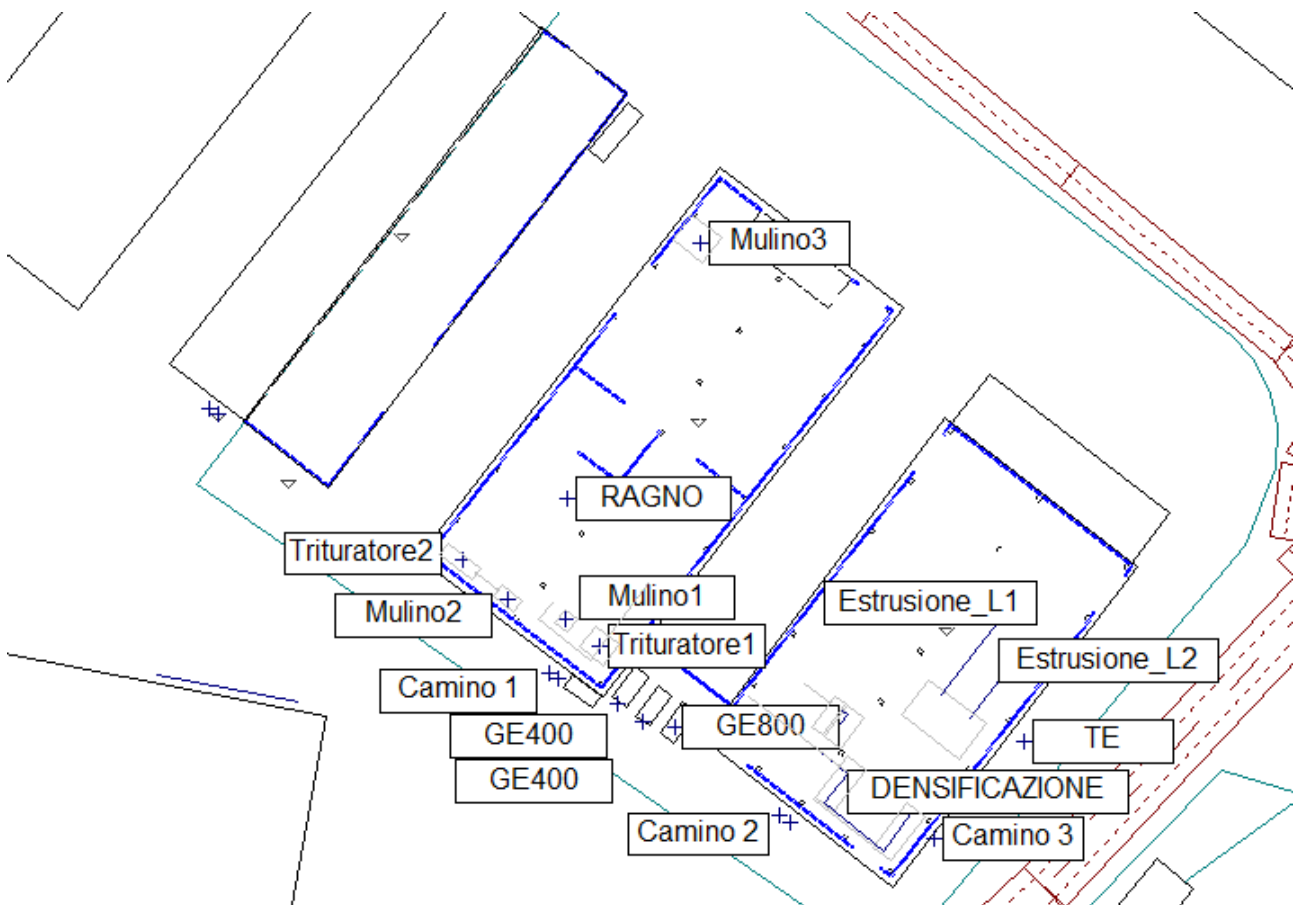 Mulino3
RAGNO
Trituratore2
Mulino2
Mulino1
Trituratore1
Estrusione_L1
Estrusione_L2
Camino 1
GE400
GE400
GE800
TE
DENSIFICAZIONE
Camino 2
Camino 3